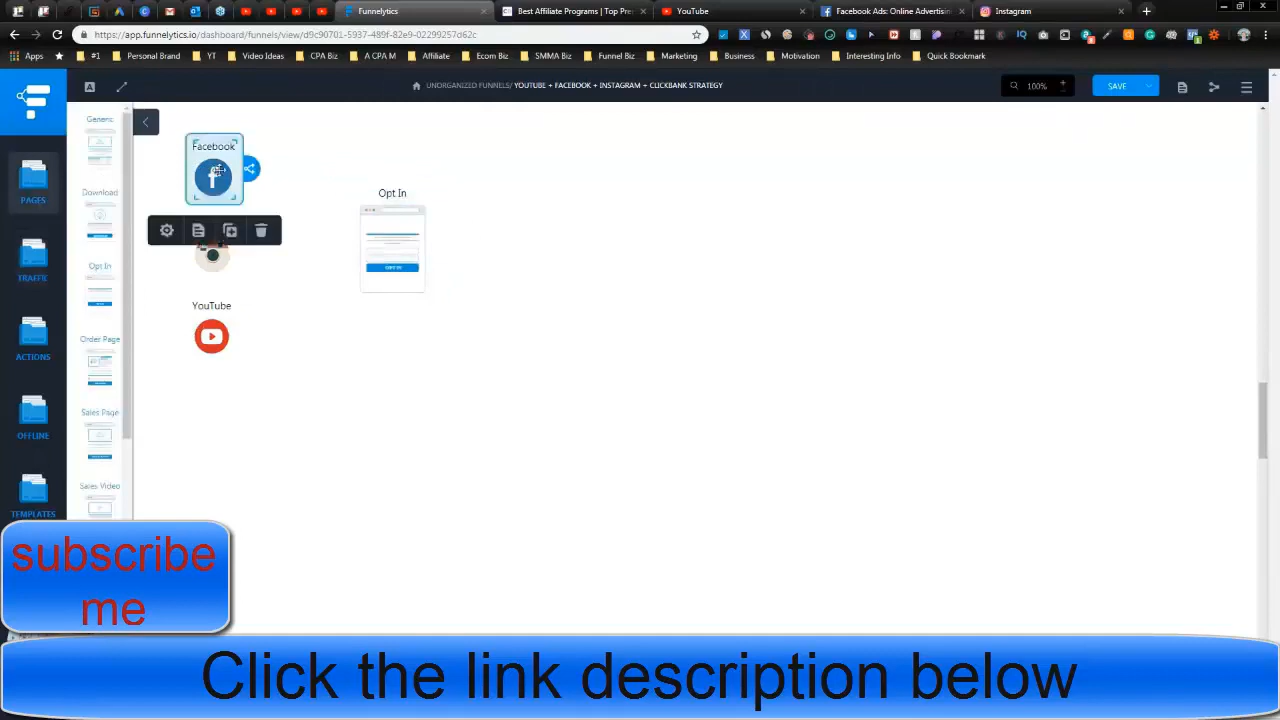 Funnelytics
Best Affiliate Programs | Top Pre
YouTube
Facebook Ads: Online Advertisi
Instagram
https://app.funnelytics.io/dashboard/funnels/view/d9c90701-5937-489f-82e9-02299257d62c
Apps
Personal Brand
YT
Video Ideas
CPA Biz
A CPA M
Affiliate
Ecom Biz
SMMA Biz
Funnel Biz
Marketing
Business
Motivation
Interesting Info
Quick Bookmark
UNORGANIZED FUNNELS/ YOUTUBE + FACEBOOK + INSTAGRAM + CLICKBANK STRATEGY
100%
SAVE
PAGES
TRAFFIC
ACTIONS
OFFLINE
TEMPLATES
Generic
Download
Opt In
Order Page
Sales Page
Sales Video
Facebook
YouTube
Opt In
OPT IN
subscribe
me
Click the link description below